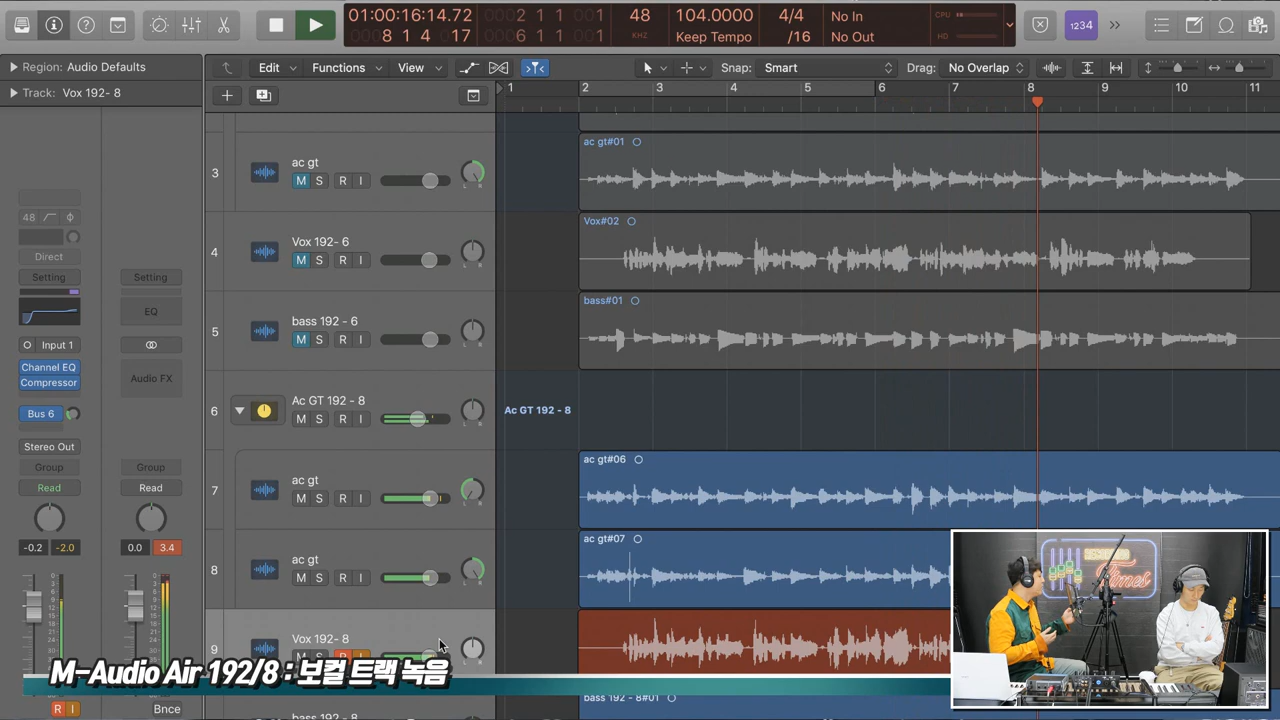 01:00:16:14.72
8 1 4 17
2 1 1 1
6 1 1 1
48
KHZ
104.0000
Keep Tempo
4/4
/16
No In
No Out
CPU
HD
1234
Region: Audio Defaults
Track: Vox 192- 8
Edit
Functions
View
Snap: Smart
Drag: No Overlap
1 2 3 4 5 6 7 8 9 10 11
3
ac gt
M S R I
ac gt#01
4
Vox 192- 6
M S R I
Vox#02
5
bass 192 - 6
M S R I
bass#01
6
Ac GT 192 - 8
M S R I
Ac GT 192 - 8
7
ac gt
M S R I
ac gt#06
8
ac gt
M S R I
ac gt#07
9
Vox 192- 8
bass 192 - 8#01
48
Direct
Setting
Setting
EQ
Input 1
Channel EQ
Compressor
Audio FX
Bus 6
Stereo Out
Group
Group
Read
Read
-0.2 -2.0
0.0 3.4
R I
Bnce
Times
M-Audio Air 192/8 : 보컬 트랙 녹음